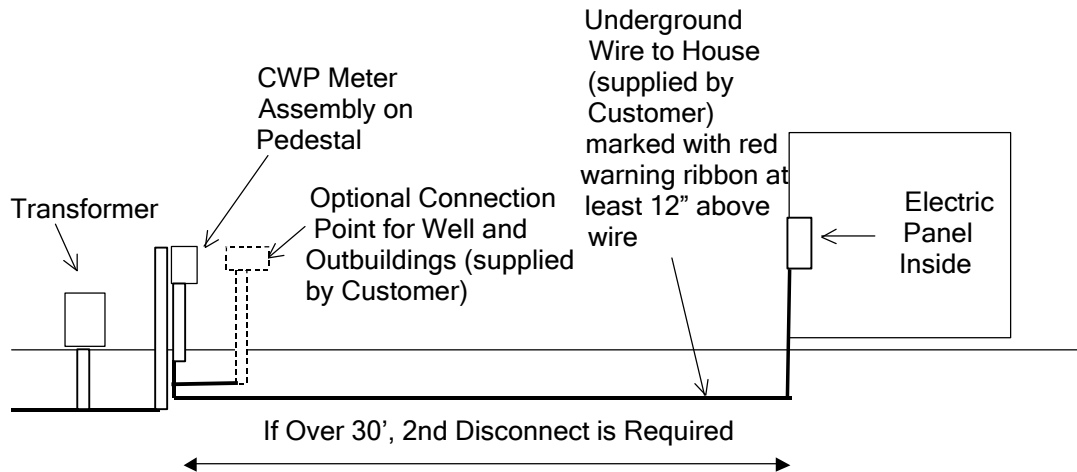 Underground
Wire to House
(supplied by
Customer)
marked with red
warning ribbon at
least 12” above
wire
CWP Meter
Assembly on
Pedestal
Transformer
Optional Connection
Point for Well and
Outbuildings (supplied
by Customer)
Electric
Panel
Inside
If Over 30’, 2nd Disconnect is Required